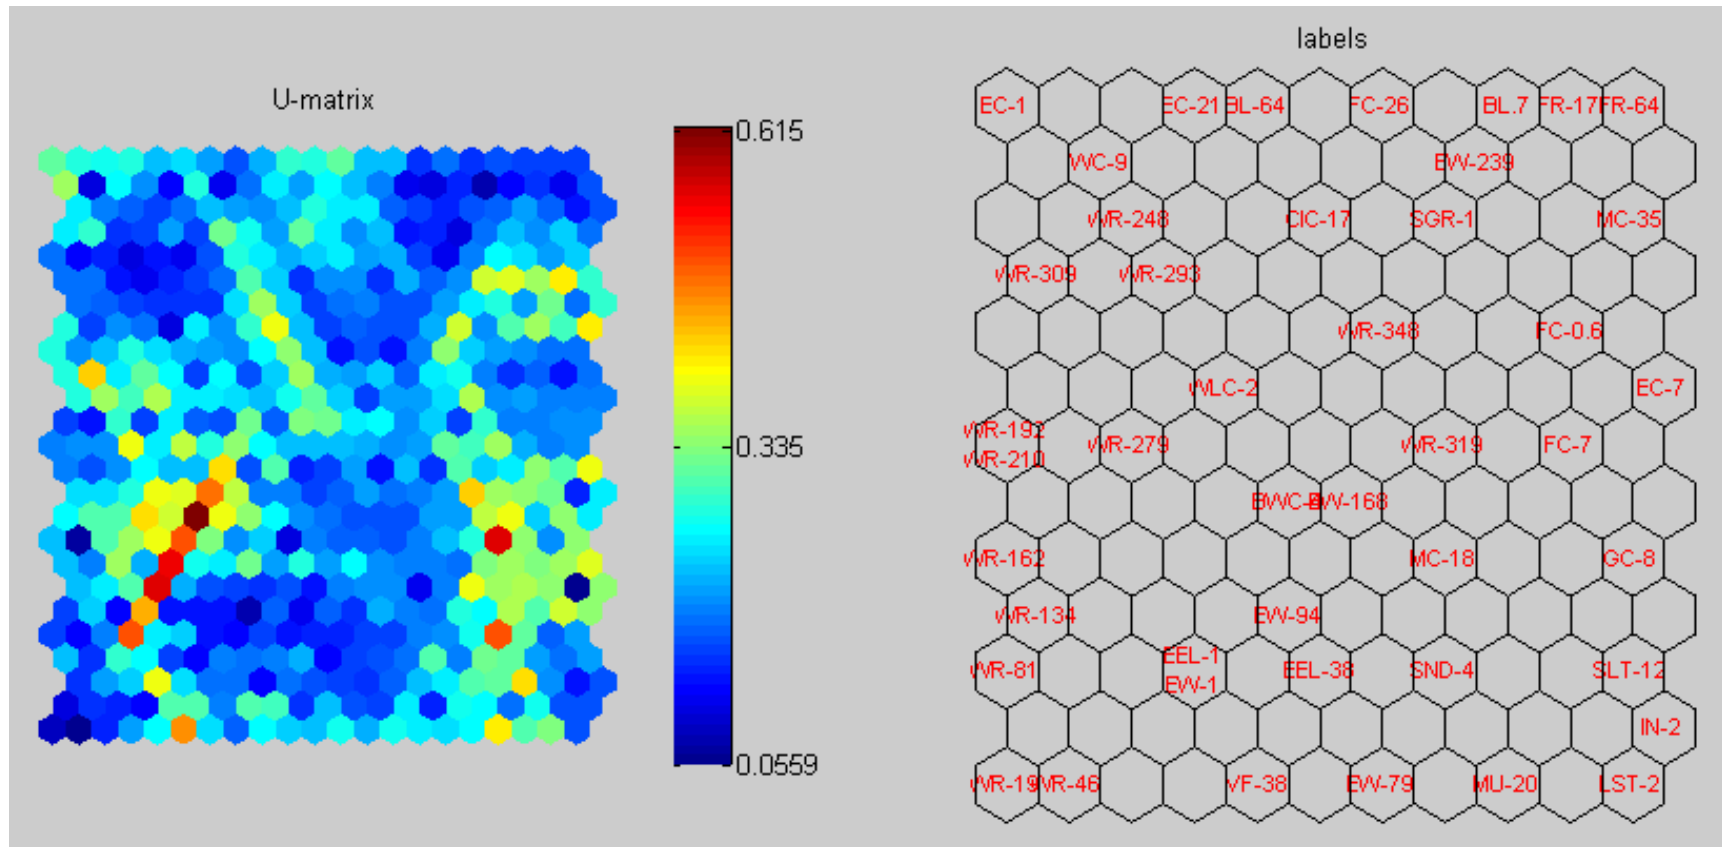 labels
U-matrix
0.615
0.335
0.0559
EC-1
EC-21
BL-64
FC-26
BL.7
FR-17
FR-64
WC-9
EW-239
WR-248
CIC-17
SGR-1
MC-35
WR-309
WR-293
WR-348
FC-0.6
WLC-2
EC-7
WR-192
WR-210
WR-279
WR-319
FC-7
EW-168
WR-162
MC-18
GC-8
WR-134
EW-94
WR-81
EEL-1
EW-1
EEL-38
SND-4
SLT-12
IN-2
WR-19
WR-46
VF-38
EW-79
MU-20
LST-2